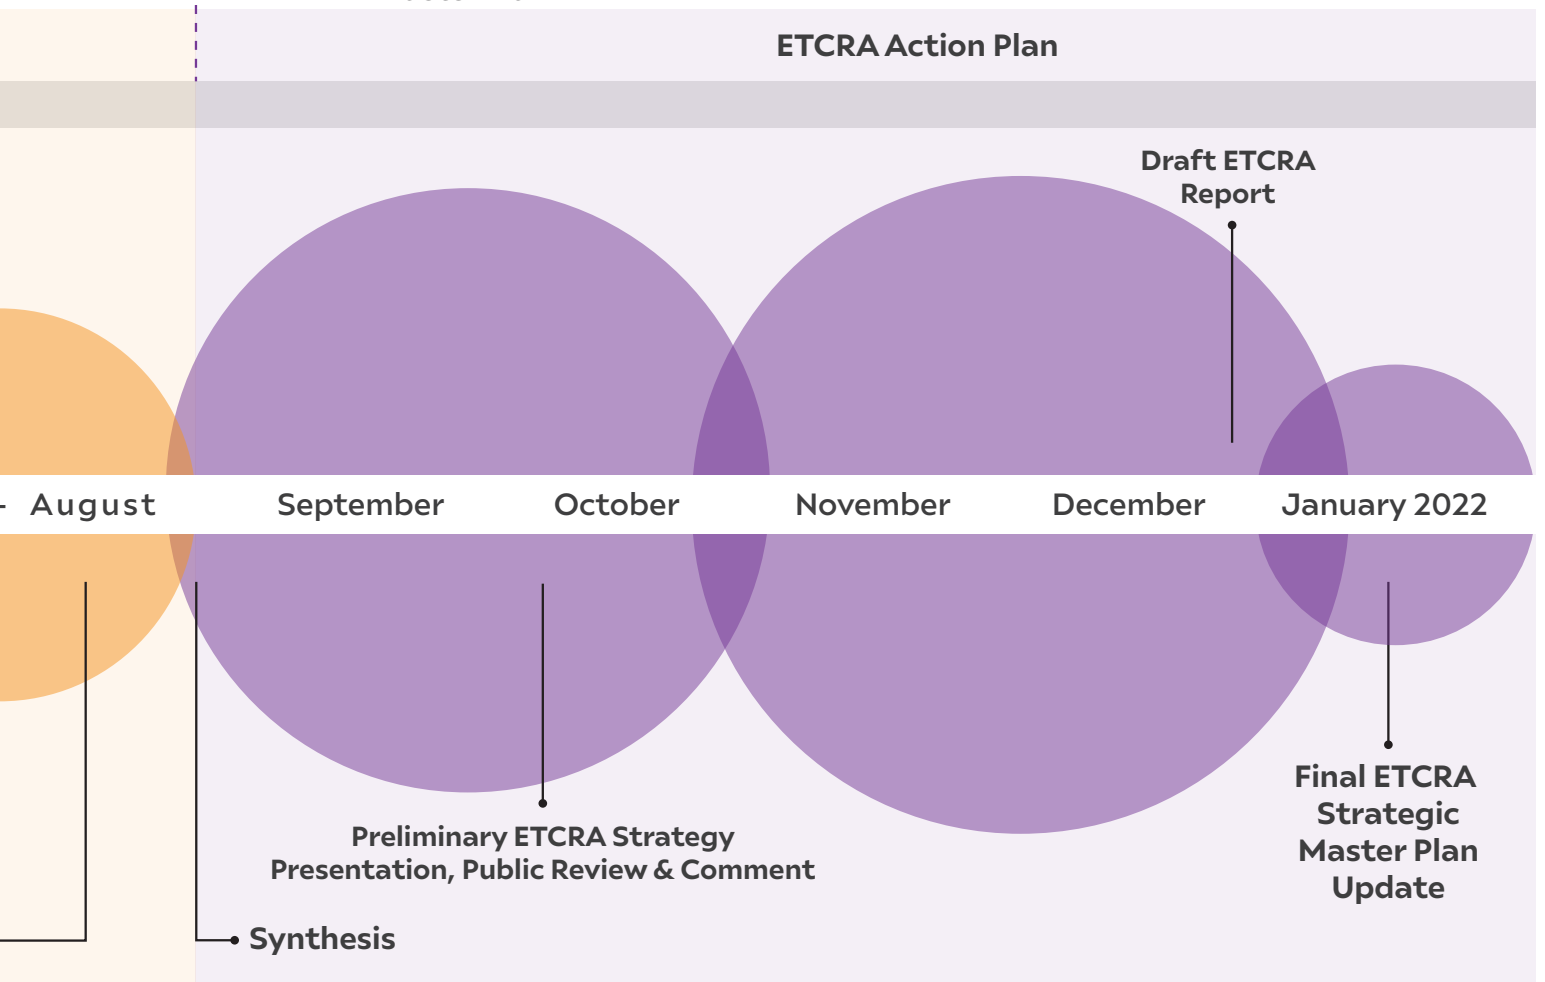 ETCRA Action Plan
Draft ETCRA
Report
- August September October November December January 2022
Preliminary ETCRA Strategy
Presentation, Public Review & Comment
Final ETCRA
Strategic
Master Plan
Update
Synthesis